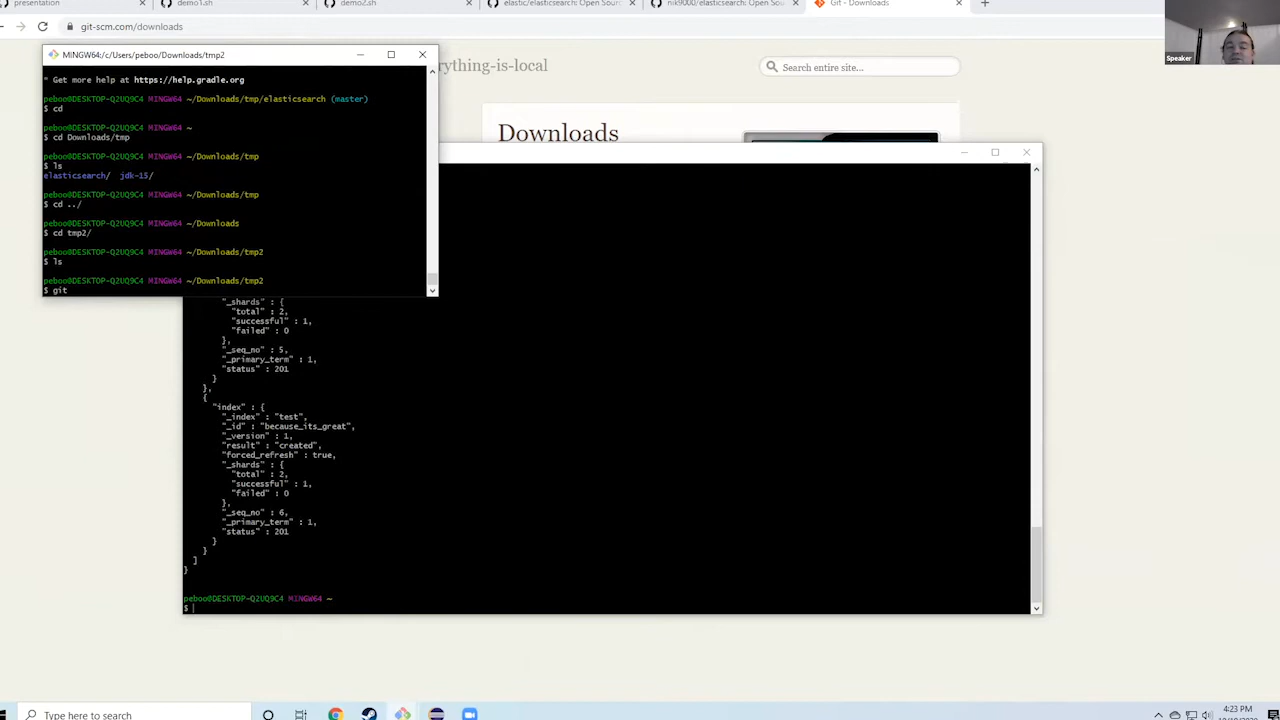 presentation
demo1.sh
demo2.sh
elastic/elasticsearch: Open Sour
nik9000/elasticsearch: Open Sou
Git - Downloads
git-scm.com/downloads
MINGW64:/c/Users/peboo/Downloads/tmp2
rything-is-local
Search entire site...
Speaker
Downloads
* Get more help at https://help.gradle.org
peboo@DESKTOP-Q2UQ9C4 MINGW64 ~/Downloads/tmp/elasticsearch (master)
$ cd
peboo@DESKTOP-Q2UQ9C4 MINGW64 ~
$ cd Downloads/tmp
peboo@DESKTOP-Q2UQ9C4 MINGW64 ~/Downloads/tmp
$ ls
elasticsearch/  jdk-15/
peboo@DESKTOP-Q2UQ9C4 MINGW64 ~/Downloads/tmp
$ cd ../
peboo@DESKTOP-Q2UQ9C4 MINGW64 ~/Downloads
$ cd tmp2/
peboo@DESKTOP-Q2UQ9C4 MINGW64 ~/Downloads/tmp2
$ ls
peboo@DESKTOP-Q2UQ9C4 MINGW64 ~/Downloads/tmp2
$ git
"_shards" : {
"total" : 2,
"successful" : 1,
"failed" : 0
},
"_seq_no" : 5,
"_primary_term" : 1,
"status" : 201
}
},
{
"index" : {
"_index" : "test",
"_id" : "because_its_great",
"_version" : 1,
"result" : "created",
"forced_refresh" : true,
"_shards" : {
"total" : 2,
"successful" : 1,
"failed" : 0
},
"_seq_no" : 6,
"_primary_term" : 1,
"status" : 201
}
}
]
}
peboo@DESKTOP-Q2UQ9C4 MINGW64 ~
$
Type here to search
4:23 PM